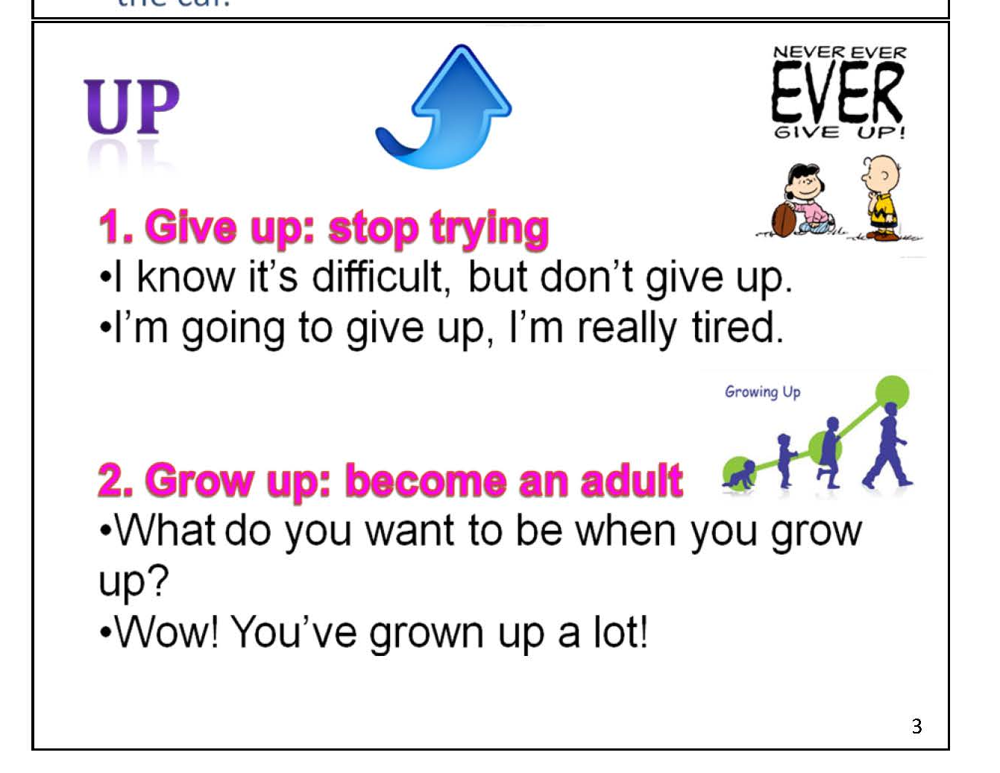 the car.
UP
NEVER EVER
EVER
GIVE UP!
1. Give up: stop trying
•I know it’s difficult, but don’t give up.
•I’m going to give up, I’m really tired.
Growing Up
2. Grow up: become an adult
•What do you want to be when you grow
up?
•Wow! You’ve grown up a lot!
3